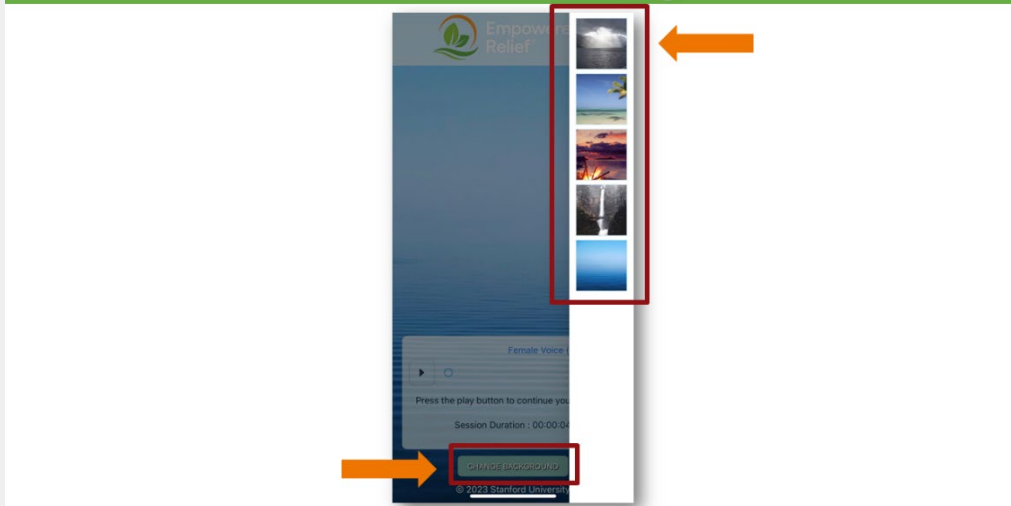 Empowere
Relief
Female Voice (
Press the play button to continue you
Session Duration : 00:00:04
CHANGE BACKGROUND
© 2023 Stanford University